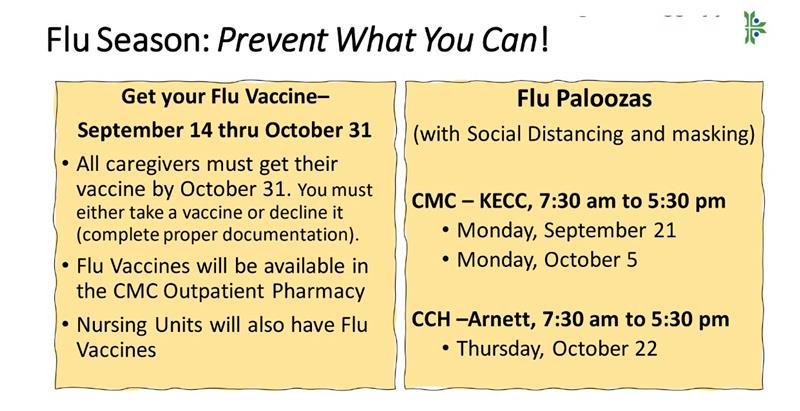 Flu Season: Prevent What You Can!
Get your Flu Vaccine–
September 14 thru October 31
• All caregivers must get their
vaccine by October 31. You must
either take a vaccine or decline it
(complete proper documentation).
• Flu Vaccines will be available in
the CMC Outpatient Pharmacy
• Nursing Units will also have Flu
Vaccines
Flu Paloozas
(with Social Distancing and masking)
CMC – KECC, 7:30 am to 5:30 pm
• Monday, September 21
• Monday, October 5
CCH –Arnett, 7:30 am to 5:30 pm
• Thursday, October 22